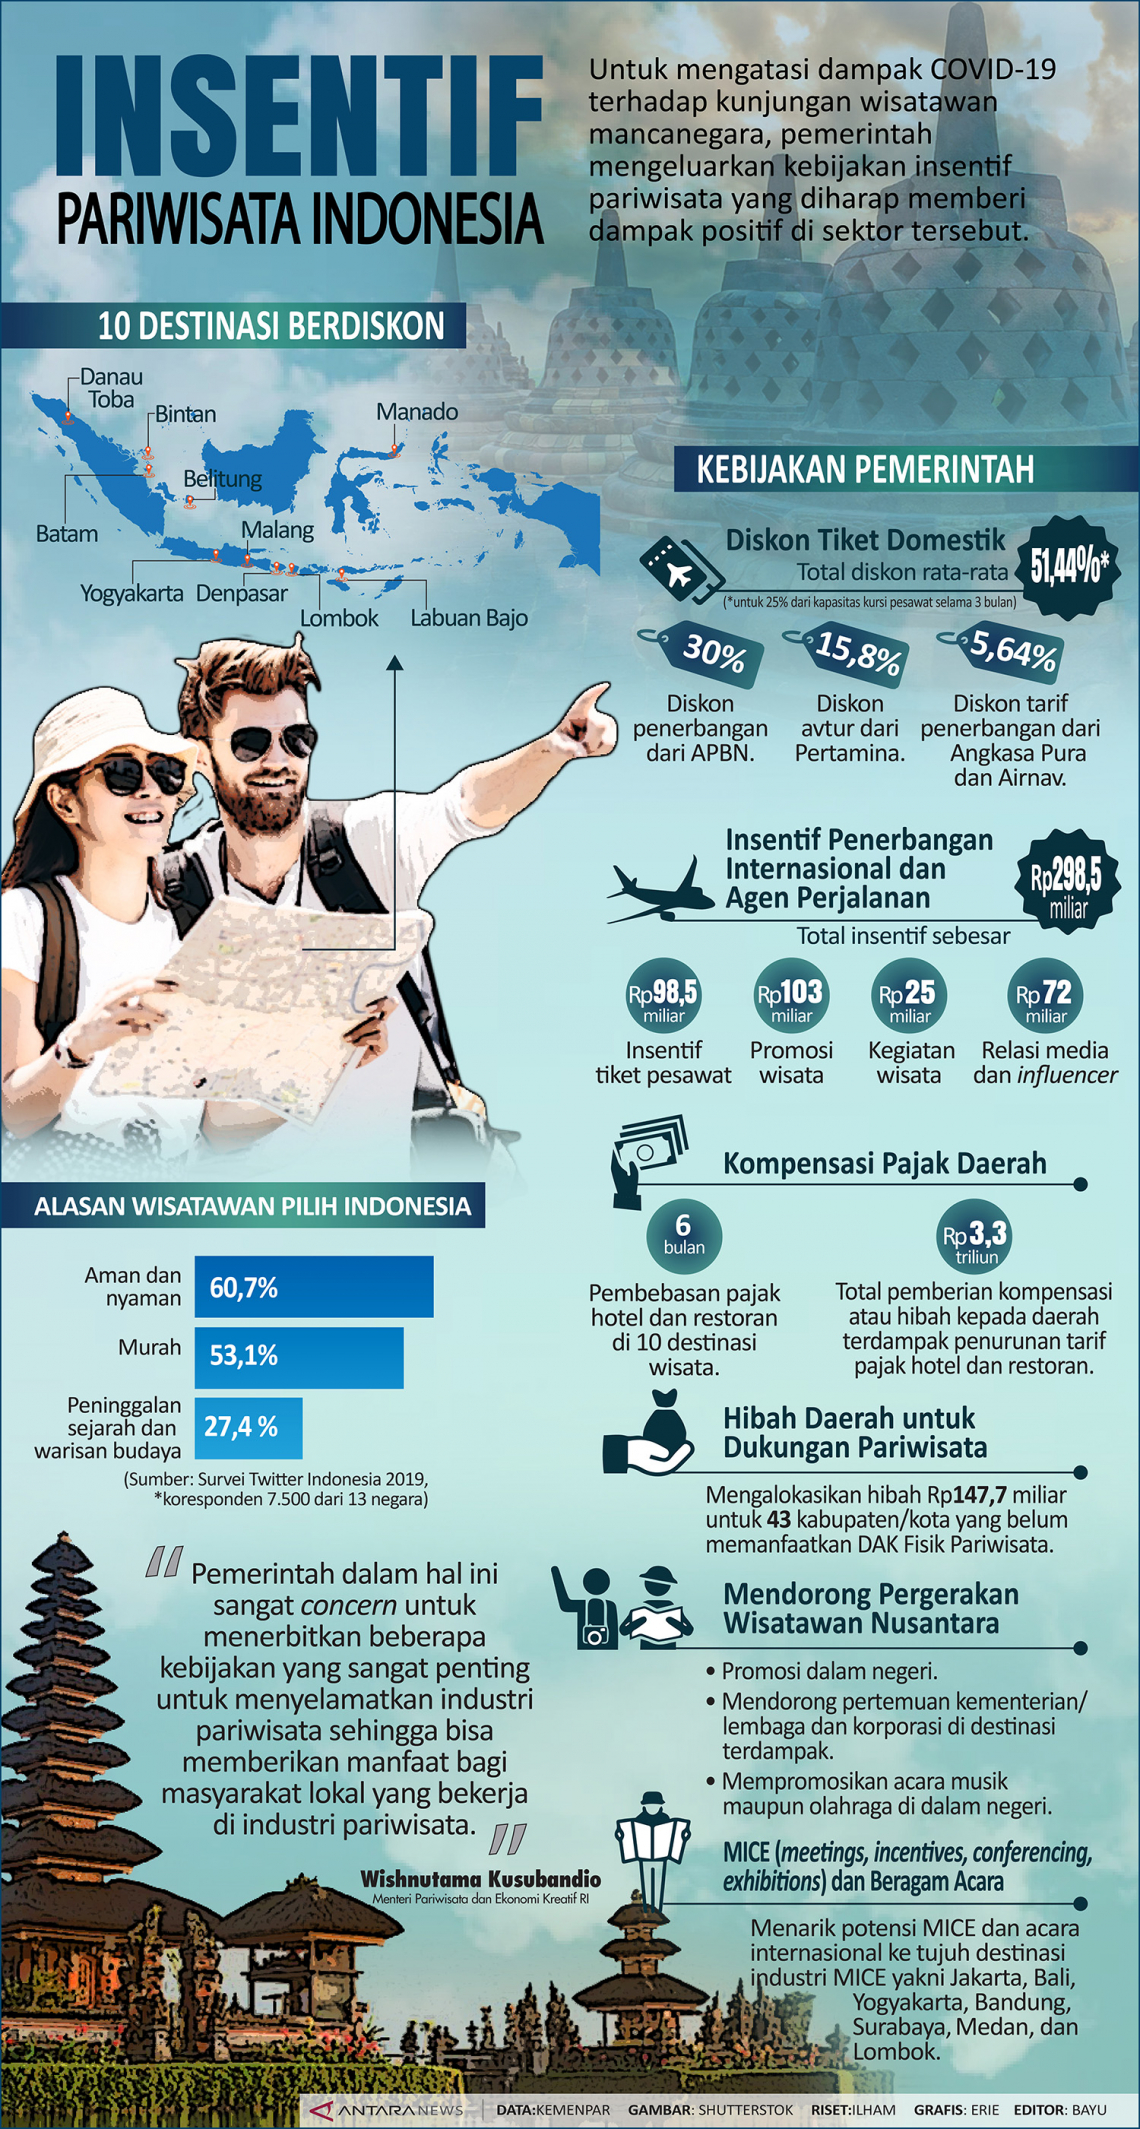 INSENTIF
PARIWISATA INDONESIA
Untuk mengatasi dampak COVID-19
terhadap kunjungan wisatawan
mancanegara, pemerintah
mengeluarkan kebijakan insentif
pariwisata yang diharap memberi
dampak positif di sektor tersebut.
10 DESTINASI BERDISKON
Danau
Toba
Bintan
Manado
Belitung
Batam
Malang
Yogyakarta
Denpasar
Lombok
Labuan Bajo
KEBIJAKAN PEMERINTAH
Diskon Tiket Domestik
Total diskon rata-rata
51,44%*
(*untuk 25% dari kapasitas kursi pesawat selama 3 bulan)
30%
Diskon
penerbangan
dari APBN.
15,8%
Diskon
avtur dari
Pertamina.
5,64%
Diskon tarif
penerbangan dari
Angkasa Pura
dan Airnav.
Insentif Penerbangan
Internasional dan
Agen Perjalanan
Total insentif sebesar
Rp298,5
miliar
Rp98,5
miliar
Insentif
tiket pesawat
Rp103
miliar
Promosi
wisata
Rp25
miliar
Kegiatan
wisata
Rp72
miliar
Relasi media
dan influencer
Kompensasi Pajak Daerah
6
bulan
Pembebasan pajak
hotel dan restoran
di 10 destinasi
wisata.
Rp3,3
triliun
Total pemberian kompensasi
atau hibah kepada daerah
terdampak penurunan tarif
pajak hotel dan restoran.
Hibah Daerah untuk
Dukungan Pariwisata
Mengalokasikan hibah Rp147,7 miliar
untuk 43 kabupaten/kota yang belum
memanfaatkan DAK Fisik Pariwisata.
Mendorong Pergerakan
Wisatawan Nusantara
• Promosi dalam negeri.
• Mendorong pertemuan kementerian/
lembaga dan korporasi di destinasi
terdampak.
• Mempromosikan acara musik
maupun olahraga di dalam negeri.
MICE (meetings, incentives, conferencing,
exhibitions) dan Beragam Acara
Menarik potensi MICE dan acara
internasional ke tujuh destinasi
industri MICE yakni Jakarta, Bali,
Yogyakarta, Bandung,
Surabaya, Medan, dan
Lombok.
ALASAN WISATAWAN PILIH INDONESIA
Aman dan
nyaman
60,7%
Murah
53,1%
Peninggalan
sejarah dan
warisan budaya
27,4 %
(Sumber: Survei Twitter Indonesia 2019,
*koresponden 7.500 dari 13 negara)
" Pemerintah dalam hal ini
sangat concern untuk
menerbitkan beberapa
kebijakan yang sangat penting
untuk menyelamatkan industri
pariwisata sehingga bisa
memberikan manfaat bagi
masyarakat lokal yang bekerja
di industri pariwisata. "
Wishnutama Kusubandio
Menteri Pariwisata dan Ekonomi Kreatif RI
ANTARANEWS
DATA:KEMENPAR GAMBAR: SHUTTERSTOK RISET:ILHAM GRAFIS: ERIE EDITOR: BAYU